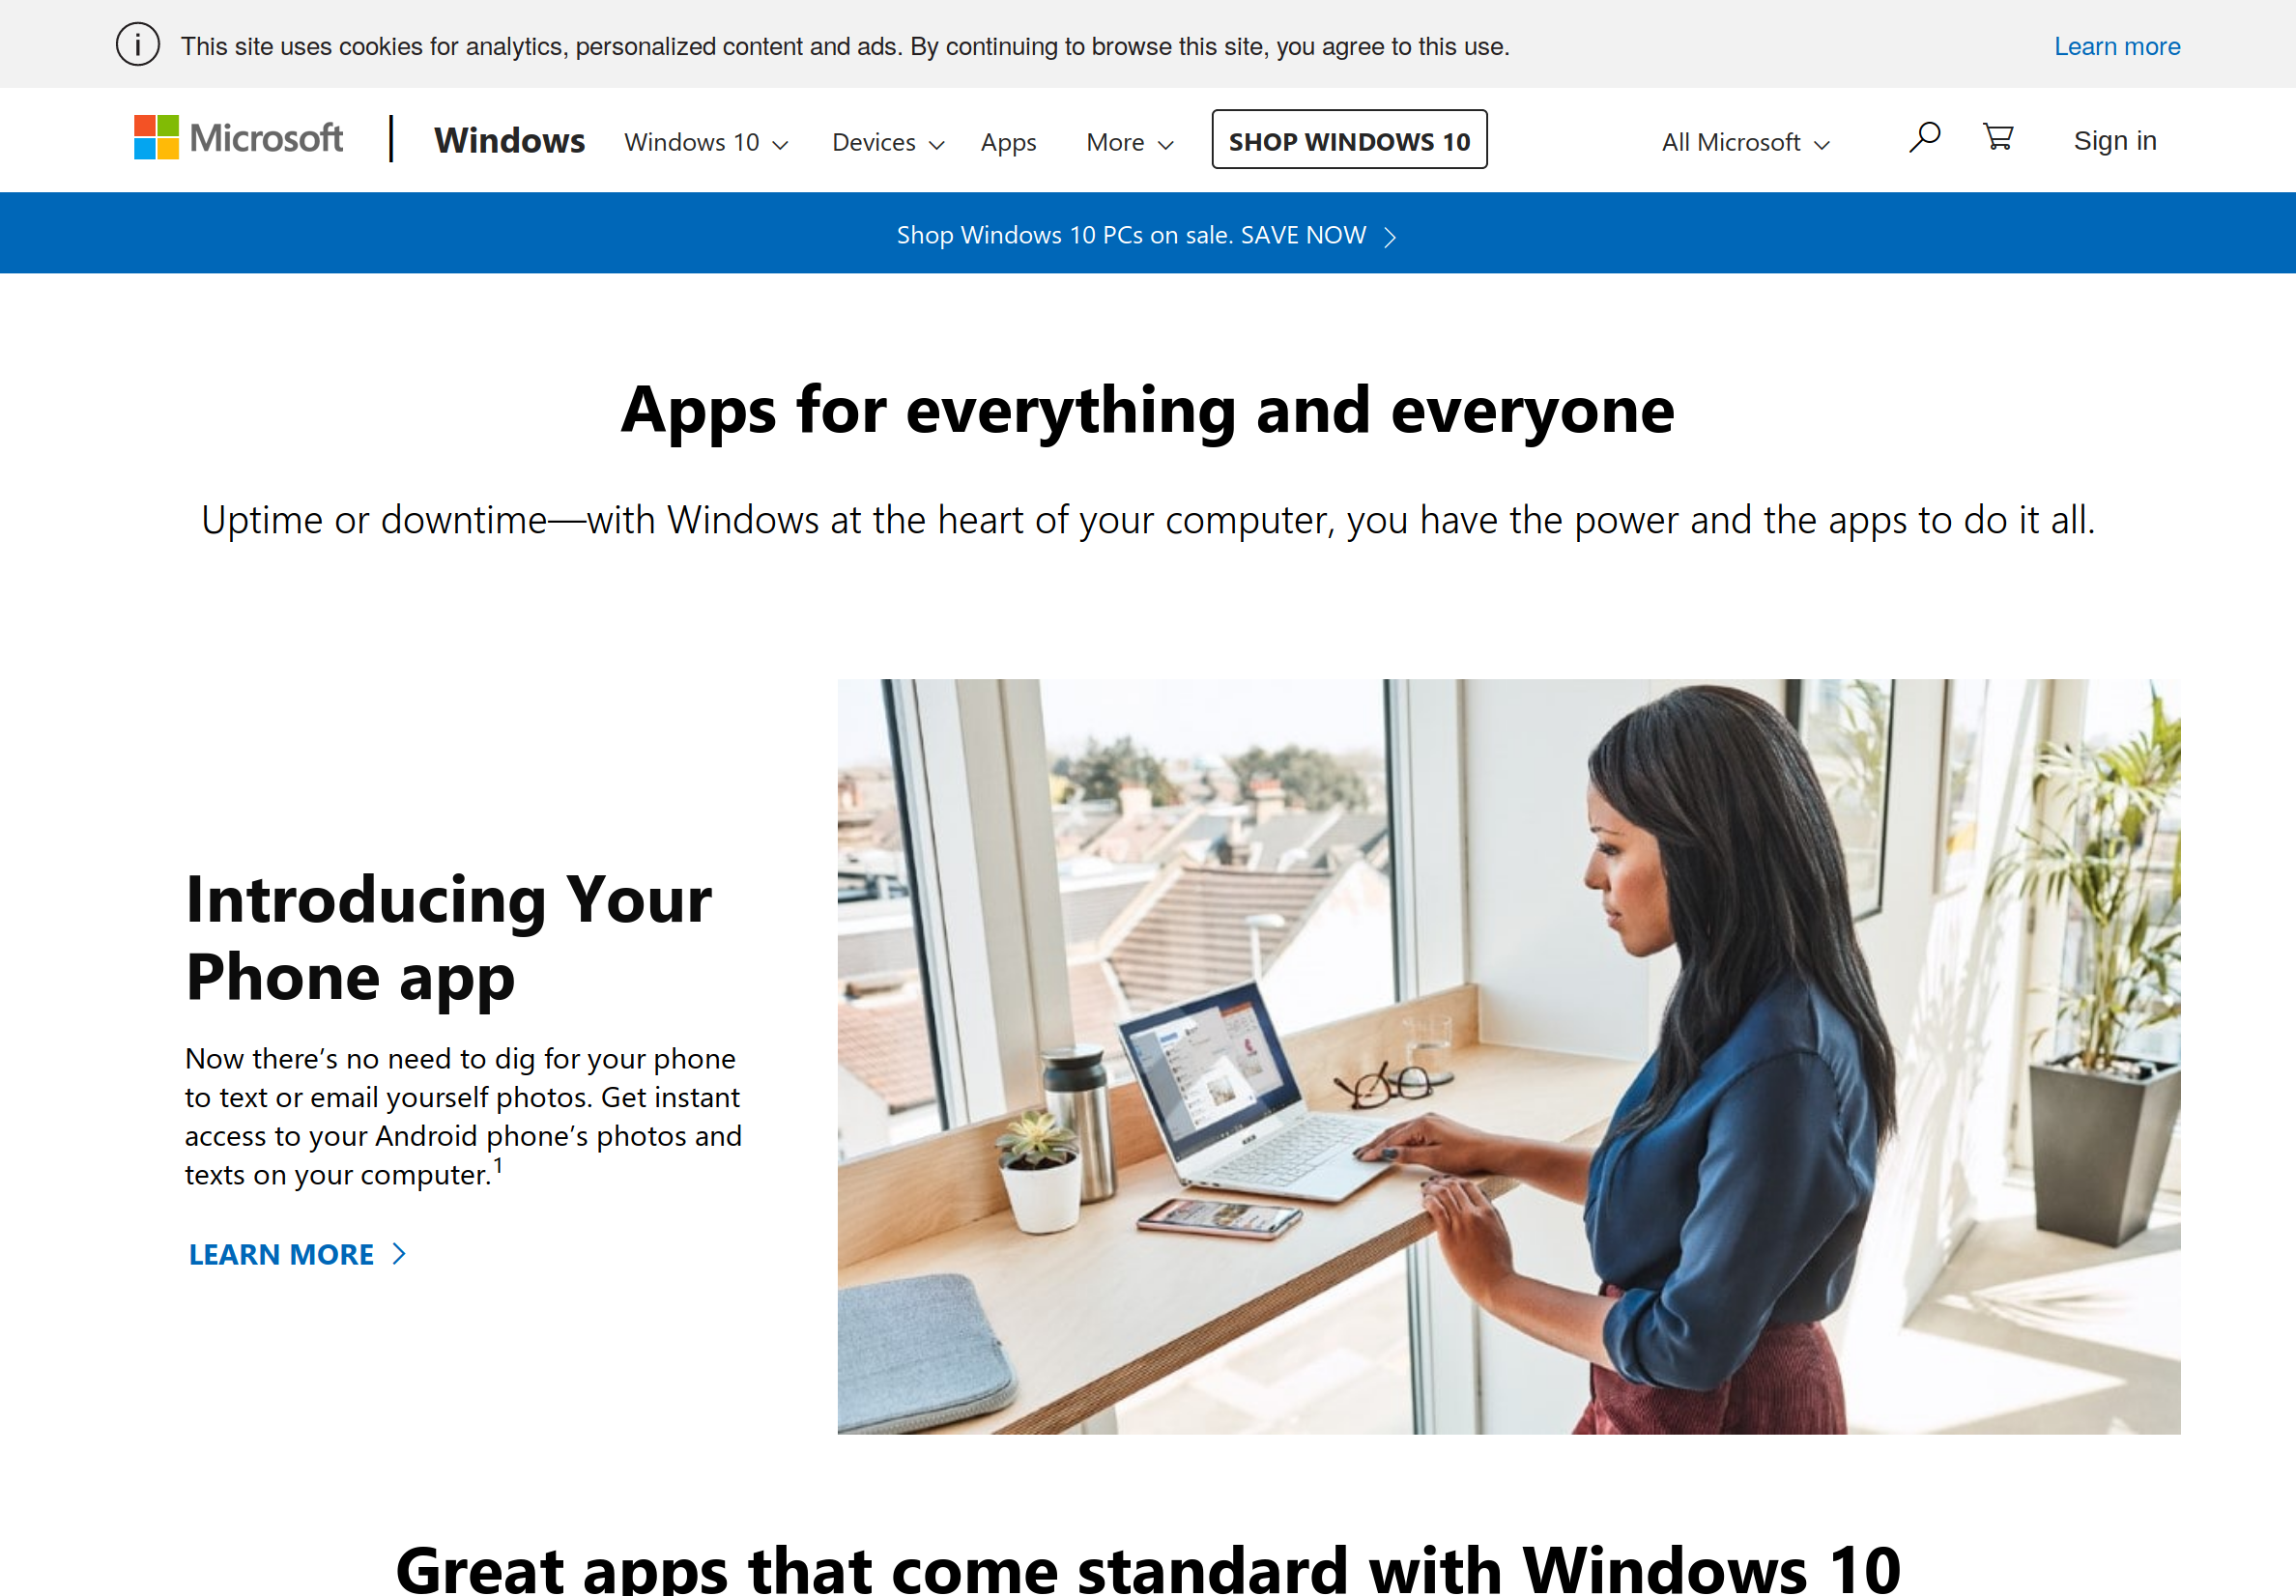 This site uses cookies for analytics, personalized content and ads. By continuing to browse this site, you agree to this use.
Learn more
Microsoft
Windows
Windows 10
Devices
Apps
More
SHOP WINDOWS 10
All Microsoft
Sign in
Shop Windows 10 PCs on sale. SAVE NOW
Apps for everything and everyone
Uptime or downtime—with Windows at the heart of your computer, you have the power and the apps to do it all.
Introducing Your
Phone app
Now there’s no need to dig for your phone
to text or email yourself photos. Get instant
access to your Android phone’s photos and
texts on your computer.1
LEARN MORE
Great apps that come standard with Windows 10